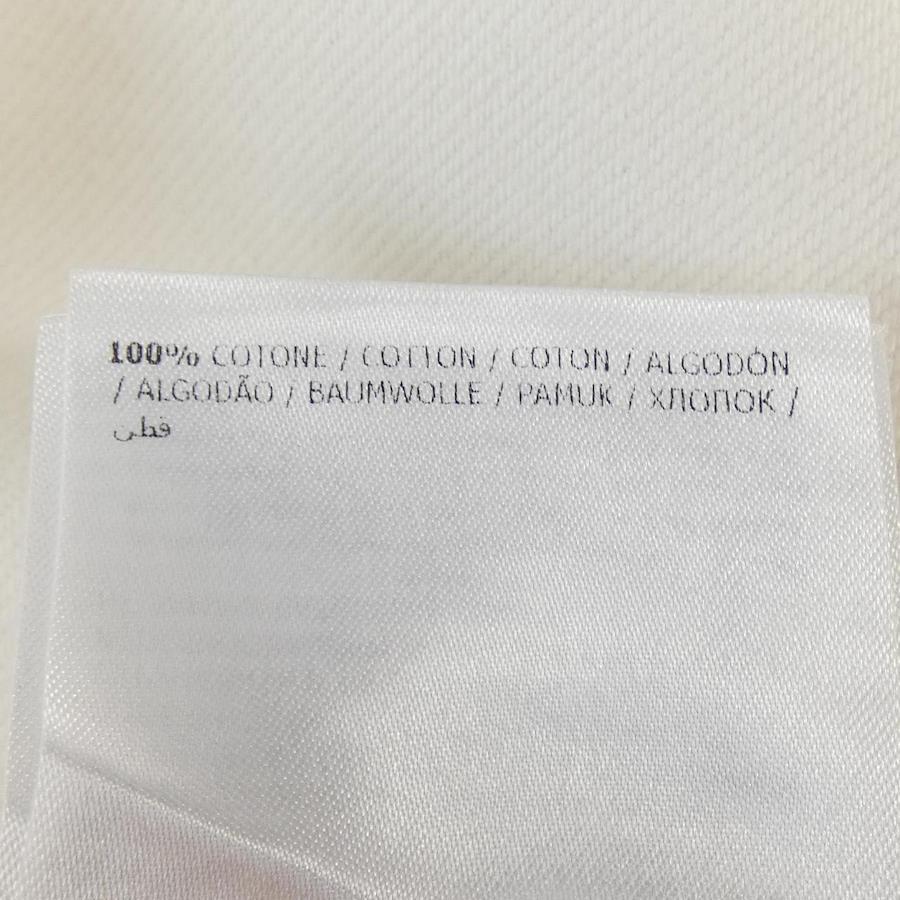 100% COTONE / COTTON / COTON / ALGODÓN
/ ALGODÃO / BAUMWOLLE / PAMUK / ХЛОПОК /
قطن